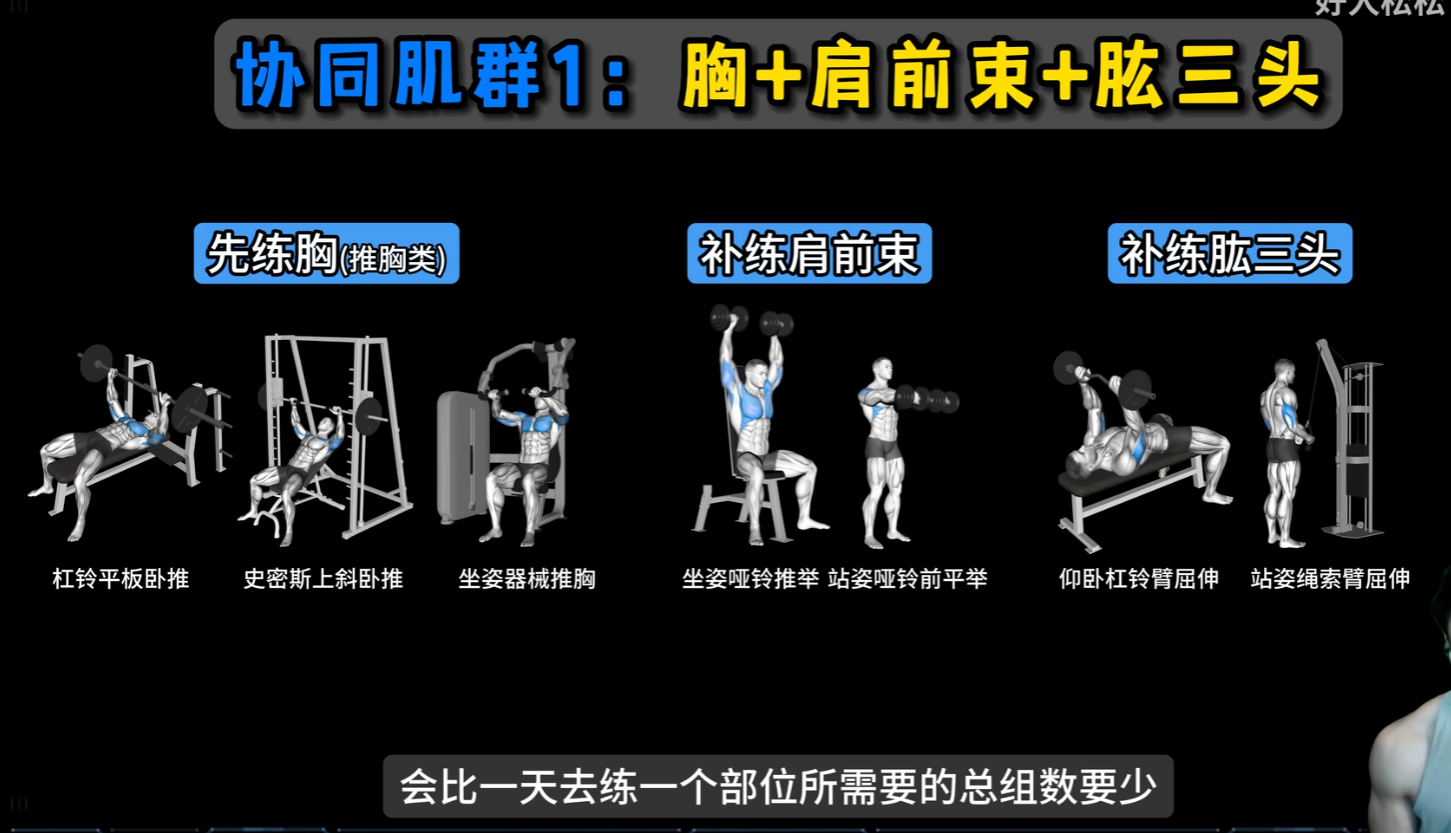 好人松松
协同肌群1：胸+肩前束+肱三头
先练胸(推胸类)
补练肩前束
补练肱三头
杠铃平板卧推
史密斯上斜卧推
坐姿器械推胸
坐姿哑铃推举
站姿哑铃前平举
仰卧杠铃臂屈伸
站姿绳索臂屈伸
会比一天去练一个部位所需要的总组数要少